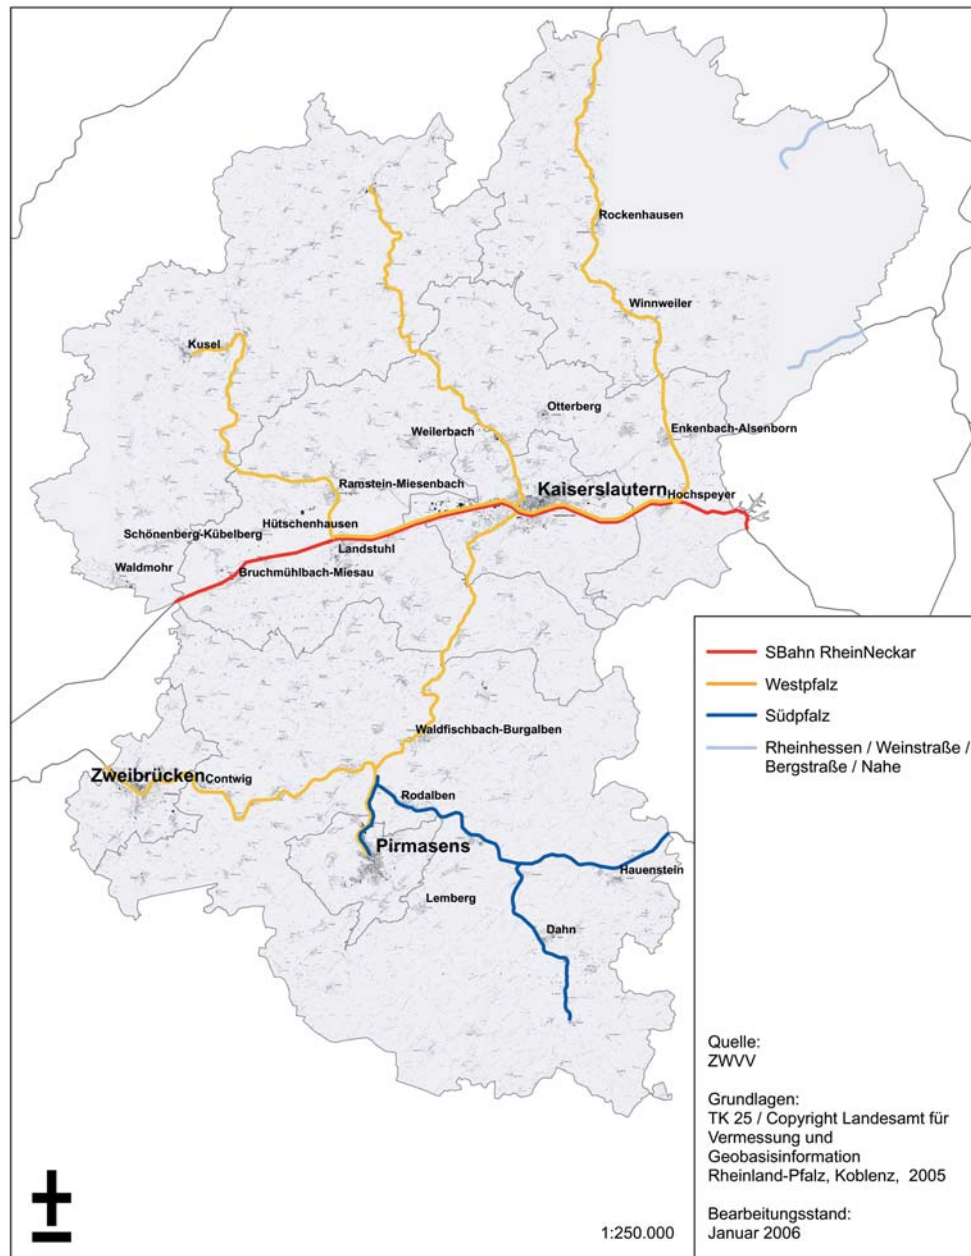 Rockenhausen
Winnweiler
Kusel
Otterberg
Weilerbach
Enkenbach-Alsenborn
Ramstein-Miesenbach
Kaiserslautern
Hochspeyer
Hütschenhausen
Schönenberg-Kübelberg
Landstuhl
Waldmohr
Bruchmühlbach-Miesau
Waldfischbach-Burgalben
Zweibrücken
Contwig
Rodalben
Pirmasens
Hauenstein
Lemberg
Dahn
SBahn RheinNeckar
Westpfalz
Südpfalz
Rheinhessen / Weinstraße /
Bergstraße / Nahe
Quelle:
ZWVV
Grundlagen:
TK 25 / Copyright Landesamt für
Vermessung und
Geobasisinformation
Rheinland-Pfalz, Koblenz, 2005
Bearbeitungsstand:
Januar 2006
1:250.000